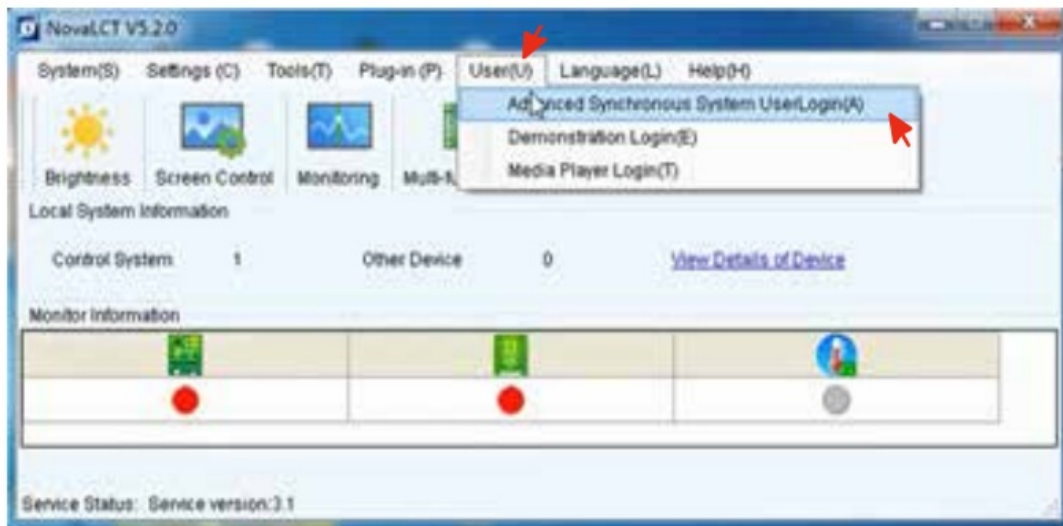 NovaLCT V5.2.0
System(S) Settings (C) Tools(T) Plug-in (P) User(U) Language(L) Help(H)
Advanced Synchronous System UserLogin(A)
Demonstration Login(E)
Media Player Login(T)
Brightness Screen Control Monitoring
Local System Information
Control System 1 Other Device 0 View Details of Device
Monitor Information
Service Status: Service version:3.1